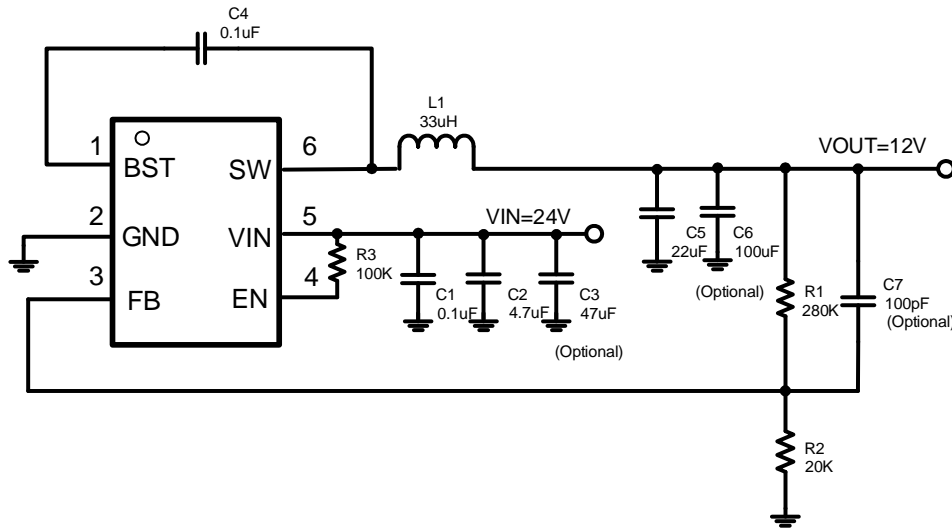 C4
0.1uF
L1
33uH
1
BST
6
SW
VOUT=12V
2
GND
5
VIN
VIN=24V
3
FB
4
EN
R3
100K
C1
0.1uF
C2
4.7uF
C3
47uF
(Optional)
C5
22uF
C6
100uF
(Optional)
R1
280K
C7
100pF
(Optional)
R2
20K